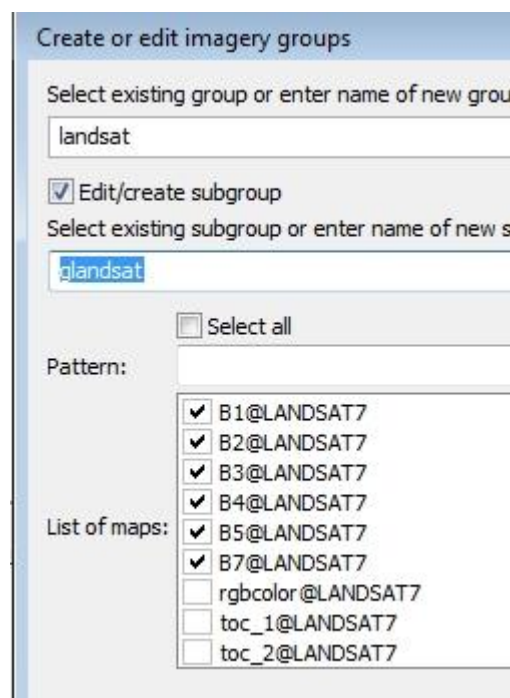 Create or edit imagery groups
Select existing group or enter name of new grou
landsat
Edit/create subgroup
Select existing subgroup or enter name of new s
glandsat
Select all
Pattern:
B1@LANDSAT7
B2@LANDSAT7
B3@LANDSAT7
B4@LANDSAT7
List of maps:
B5@LANDSAT7
B7@LANDSAT7
rgbcolor@LANDSAT7
toc_1@LANDSAT7
toc_2@LANDSAT7